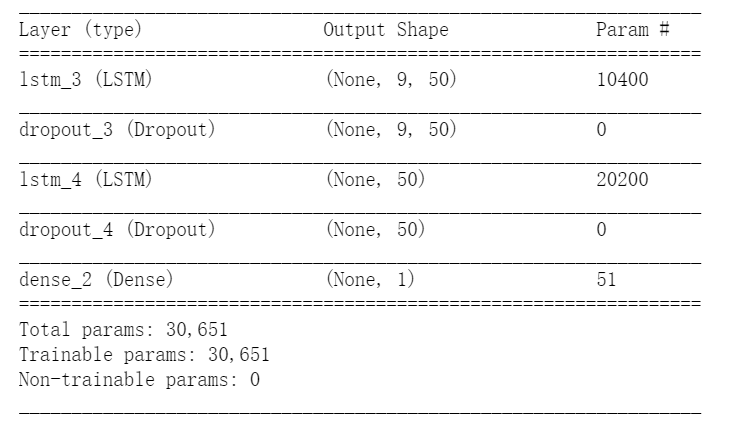 Layer (type) Output Shape Param #
lstm_3 (LSTM) (None, 9, 50) 10400
dropout_3 (Dropout) (None, 9, 50) 0
lstm_4 (LSTM) (None, 50) 20200
dropout_4 (Dropout) (None, 50) 0
dense_2 (Dense) (None, 1) 51
Total params: 30,651
Trainable params: 30,651
Non-trainable params: 0